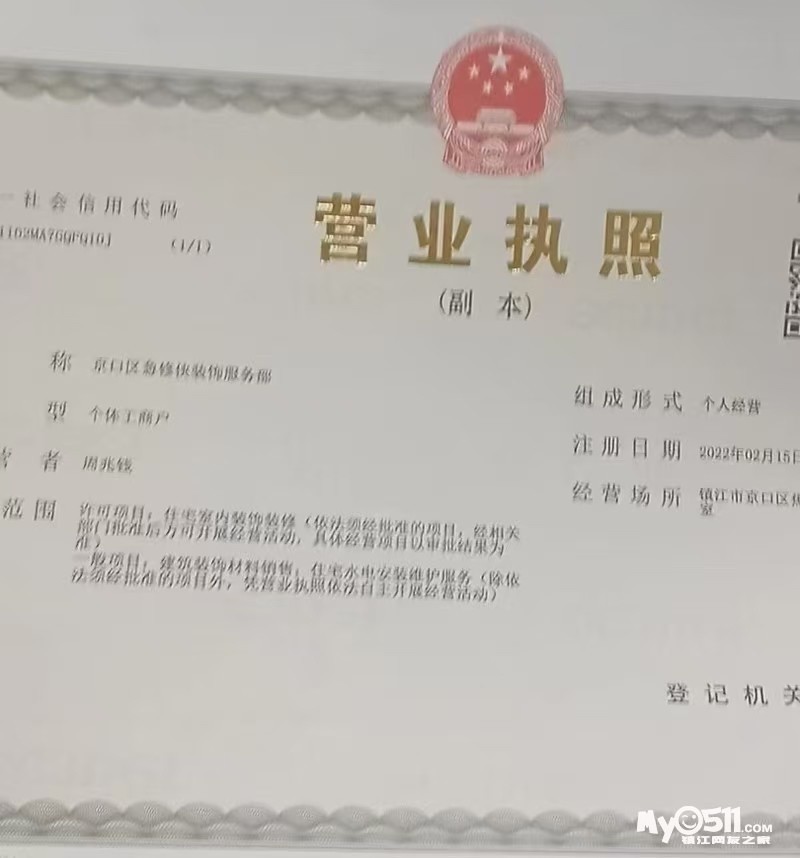 社会信用代码
(1/1)
营业执照
(副 本)
称 京口区急修侠装饰服务部
型 个体工商户
者 周兆钱
范围 许可项目：住宅室内装饰装修（依法须经批准的项目，经相关
部门批准后方可开展经营活动，具体经营项目以审批结果为
准）
一般项目：建筑装饰材料销售；住宅水电安装维护服务（除依
法须经批准的项目外，凭营业执照依法自主开展经营活动）
组成形式 个人经营
注册日期 2022年02月15日
经营场所 镇江市京口区
室
登记机关
My0511.com
镇江网友之家